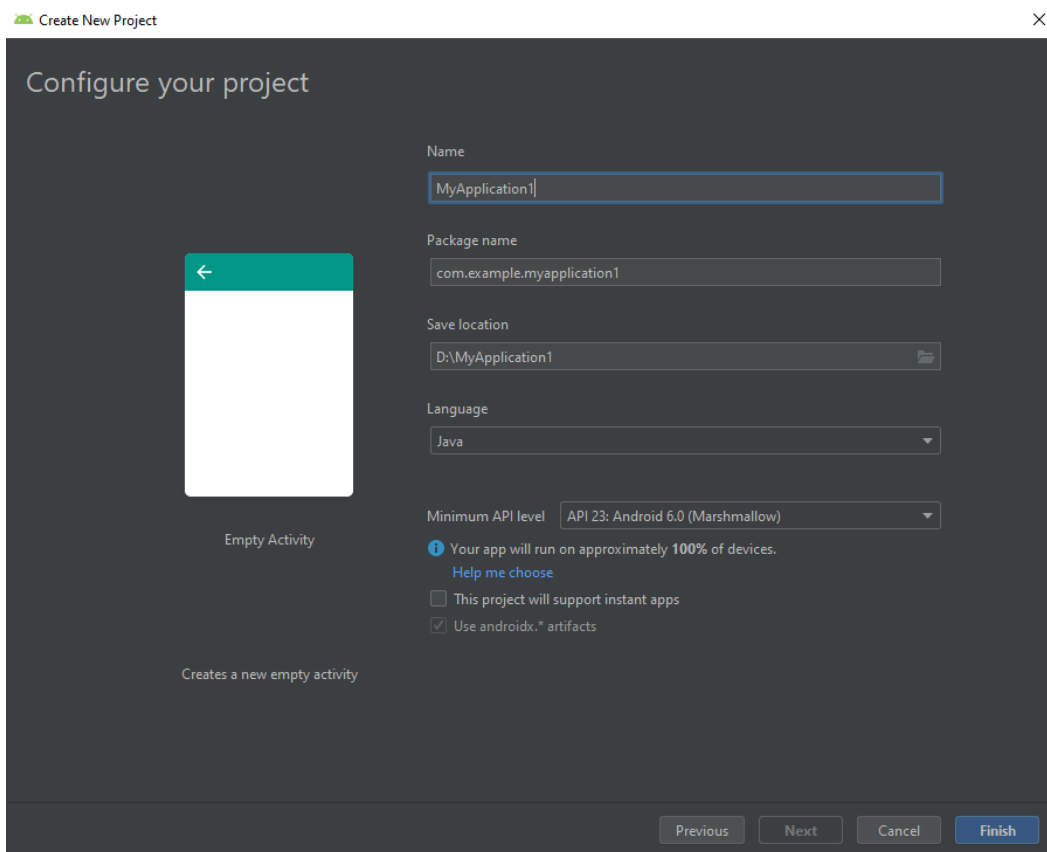 Create New Project
Configure your project
Name
MyApplication1
Package name
com.example.myapplication1
Save location
D:\MyApplication1
Language
Java
Minimum API level API 23: Android 6.0 (Marshmallow)
Your app will run on approximately 100% of devices.
Help me choose
This project will support instant apps
Use androidx.* artifacts
Empty Activity
Creates a new empty activity
Previous Next Cancel Finish